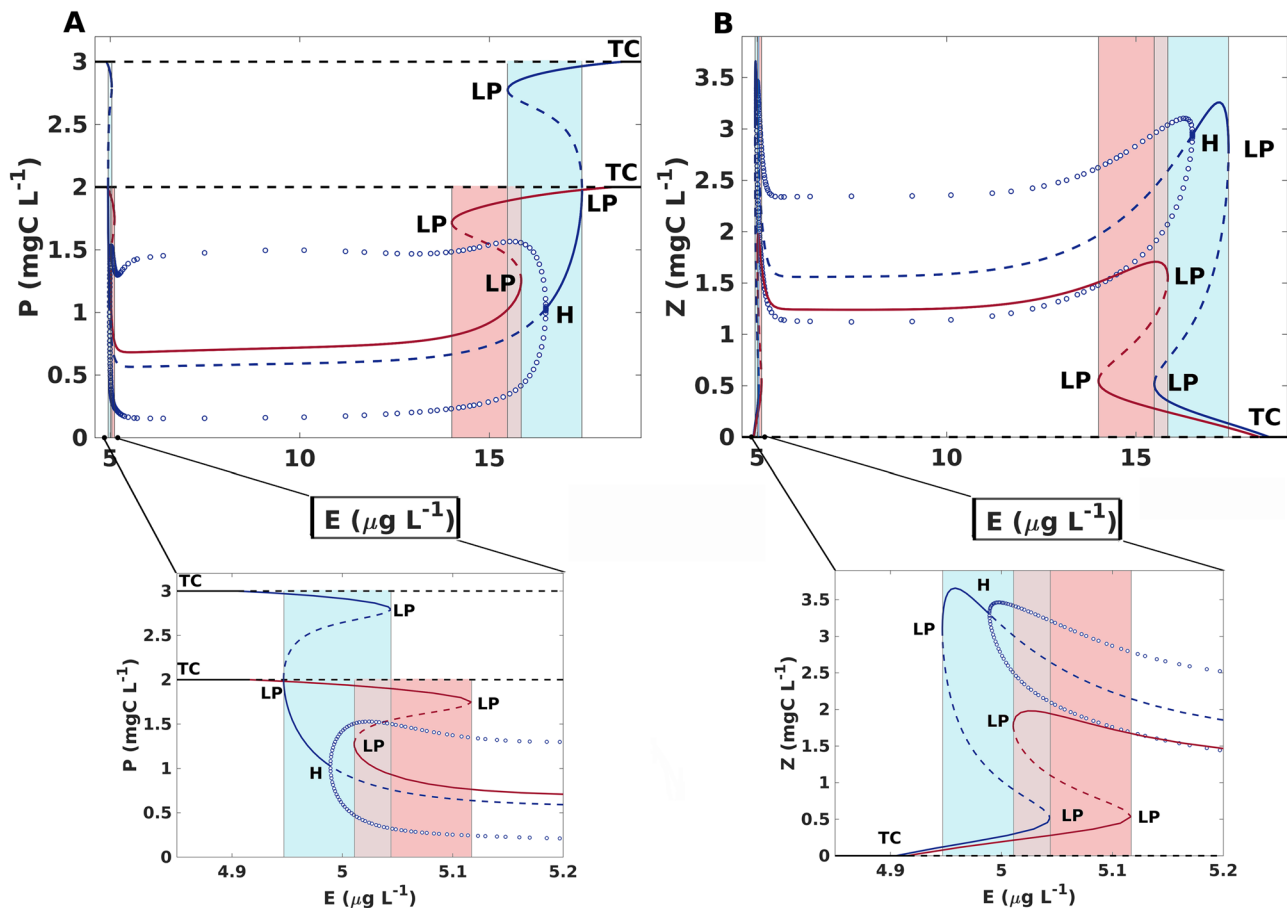 A
B
3
TC
LP
2.5
2
TC
LP
LP
1.5
LP
1
H
0.5
0
P (mgC L-1)
5
10
15
3.5
3
H
2.5
LP
2
1.5
LP
1
0.5
LP
LP
TC
0
Z (mgC L-1)
5
10
15
E (μg L-1)
E (μg L-1)
TC
3
LP
2.5
TC
2
LP
LP
1.5
LP
1
H
0.5
0
P (mgC L-1)
4.9
5
5.1
5.2
E (μg L-1)
H
3.5
LP
3
2.5
2
LP
1.5
1
LP
LP
0.5
TC
0
Z (mgC L-1)
4.9
5
5.1
5.2
E (μg L-1)